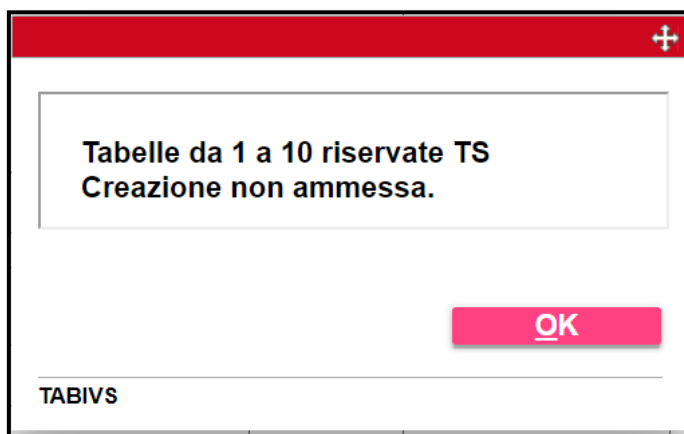 Tabelle da 1 a 10 riservate TS
Creazione non ammessa.
OK
TABIVS